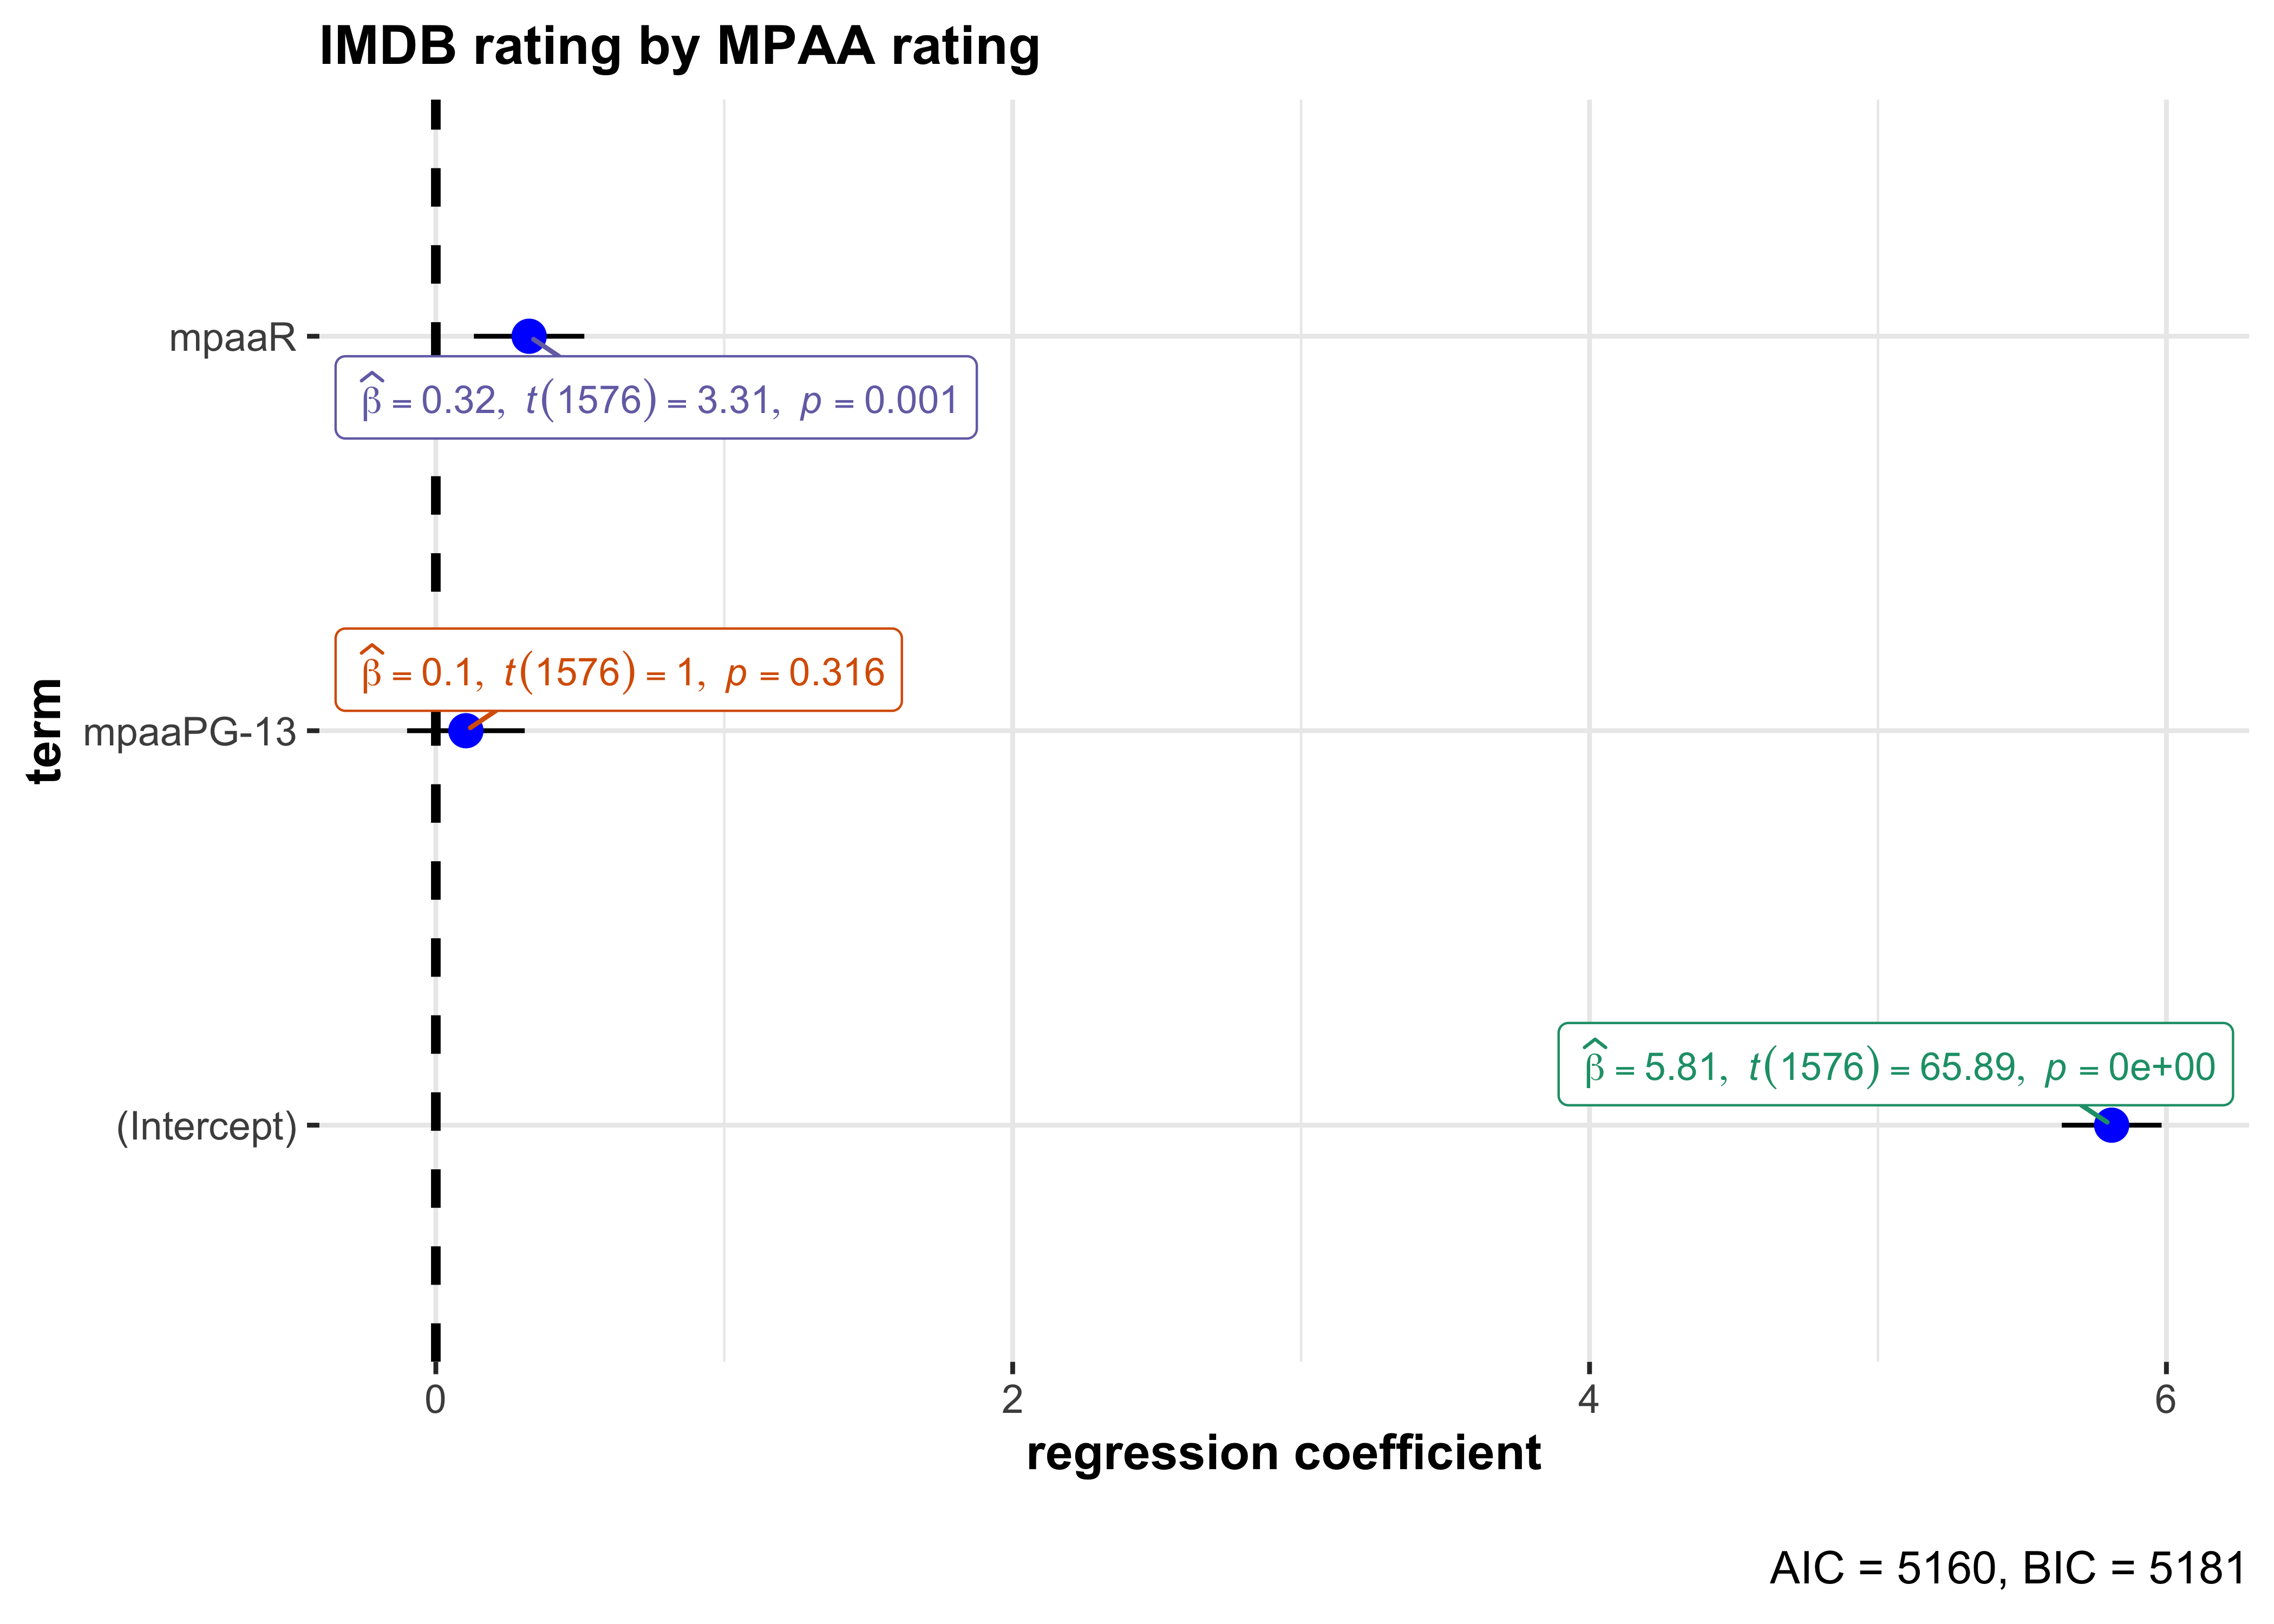 IMDB rating by MPAA rating
mpaaR
β̂ = 0.32, t(1576) = 3.31, p = 0.001
β̂ = 0.1, t(1576) = 1, p = 0.316
term
mpaaPG-13
β̂ = 5.81, t(1576) = 65.89, p = 0e+00
(Intercept)
0 2 4 6
regression coefficient
AIC = 5160, BIC = 5181